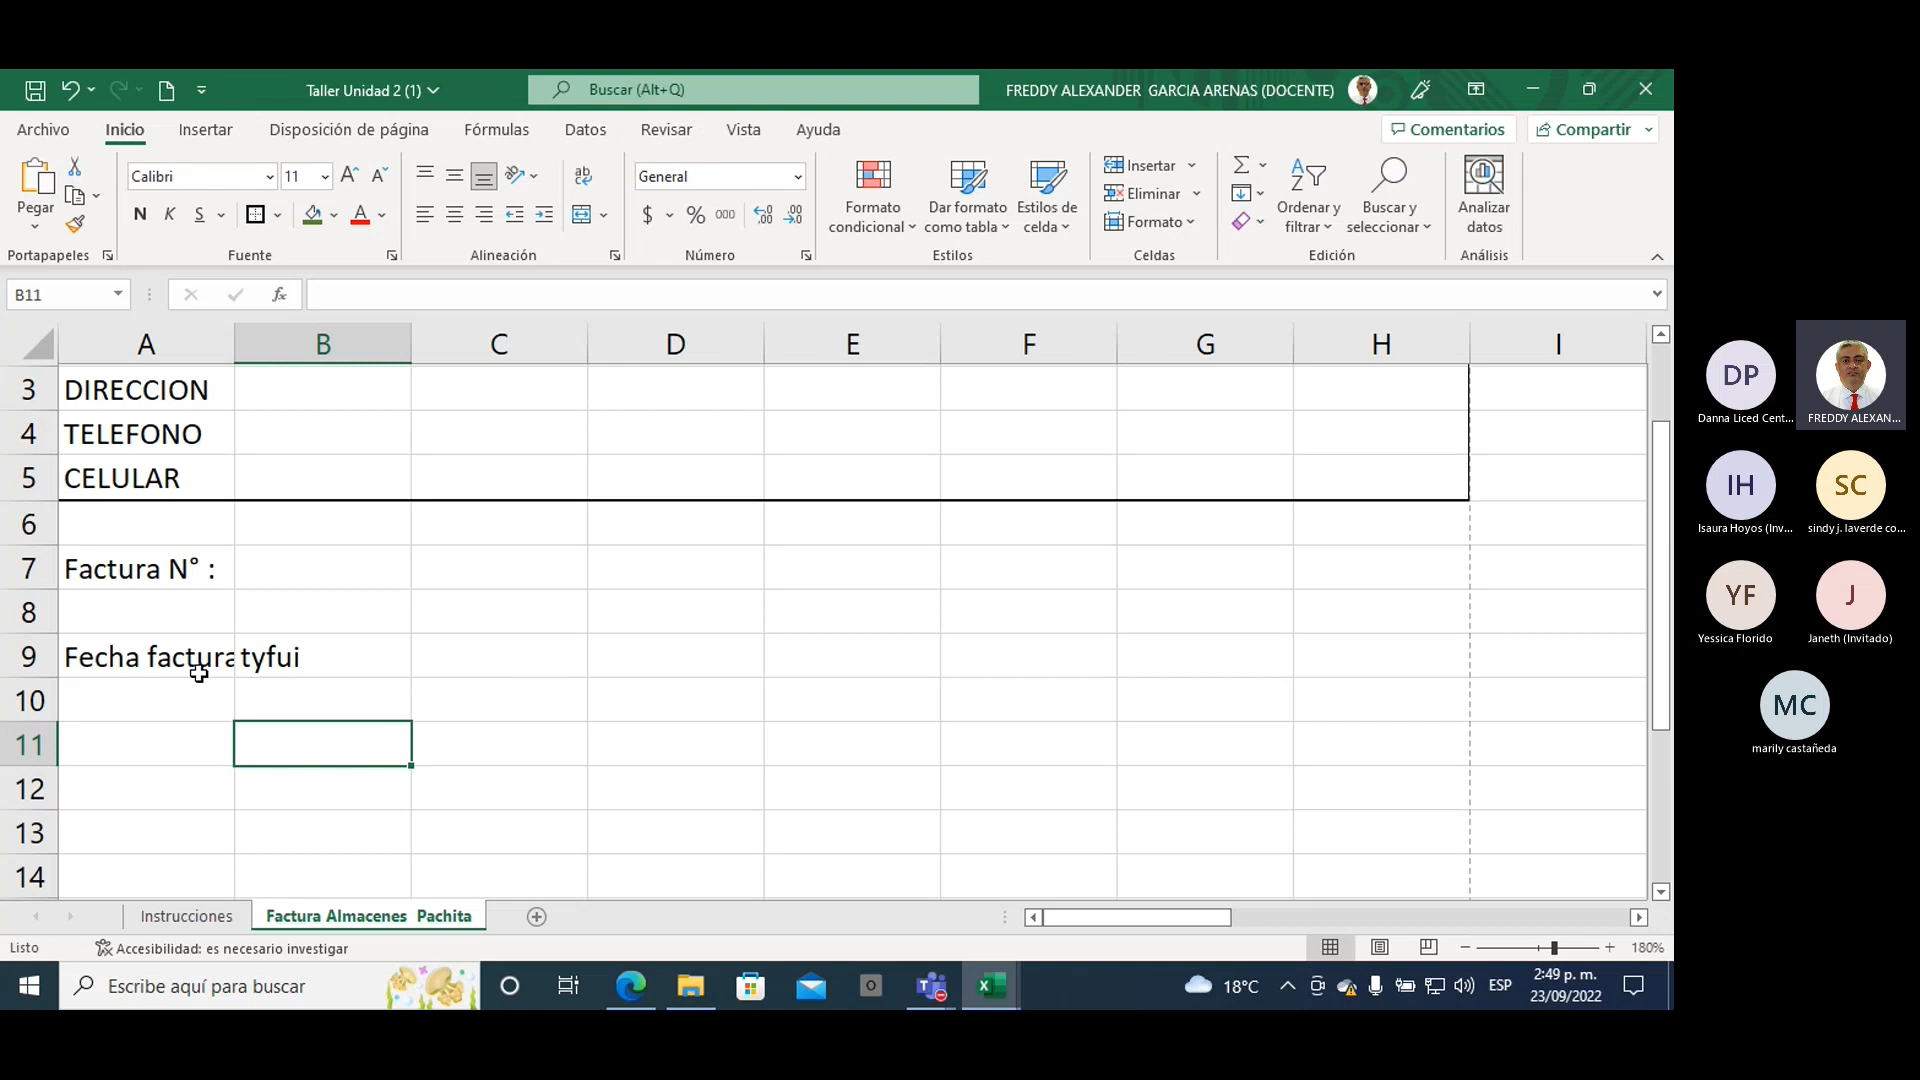 Taller Unidad 2 (1)
Buscar (Alt+Q)
FREDDY ALEXANDER GARCIA ARENAS (DOCENTE)
Archivo Inicio Insertar Disposición de página Fórmulas Datos Revisar Vista Ayuda Comentarios Compartir
Pegar
Calibri 11
N K S
ab
General
$ % 000
Formato condicional
Dar formato como tabla
Estilos de celda
Insertar
Eliminar
Formato
Ordenar y filtrar
Buscar y seleccionar
Analizar datos
Portapapeles Fuente Alineación Número Estilos Celdas Edición Análisis
B11 fx
A B C D E F G H I
3 DIRECCION
4 TELEFONO
5 CELULAR
6
7 Factura N° :
8
9 Fecha factura tyfui
10
11
12
13
14
Instrucciones Factura Almacenes Pachita
Listo Accesibilidad: es necesario investigar 180%
Escribe aquí para buscar
18°C ESP
2:49 p. m.
23/09/2022
DP
Danna Liced Cent...
FREDDY ALEXAN...
IH
Isaura Hoyos (Inv...
SC
sindy j. laverde co...
YF
Yessica Florido
J
Janeth (Invitado)
MC
marily castañeda